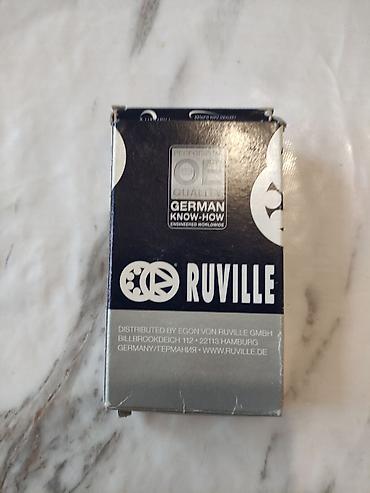 OE
QUALITY
GERMAN
KNOW-HOW
ENGINEERED WORLDWIDE
RUVILLE
DISTRIBUTED BY EGON VON RUVILLE GMBH
BILLBROOKDEICH 112 • 22113 HAMBURG
GERMANY/ГЕРМАНИЯ • WWW.RUVILLE.DE